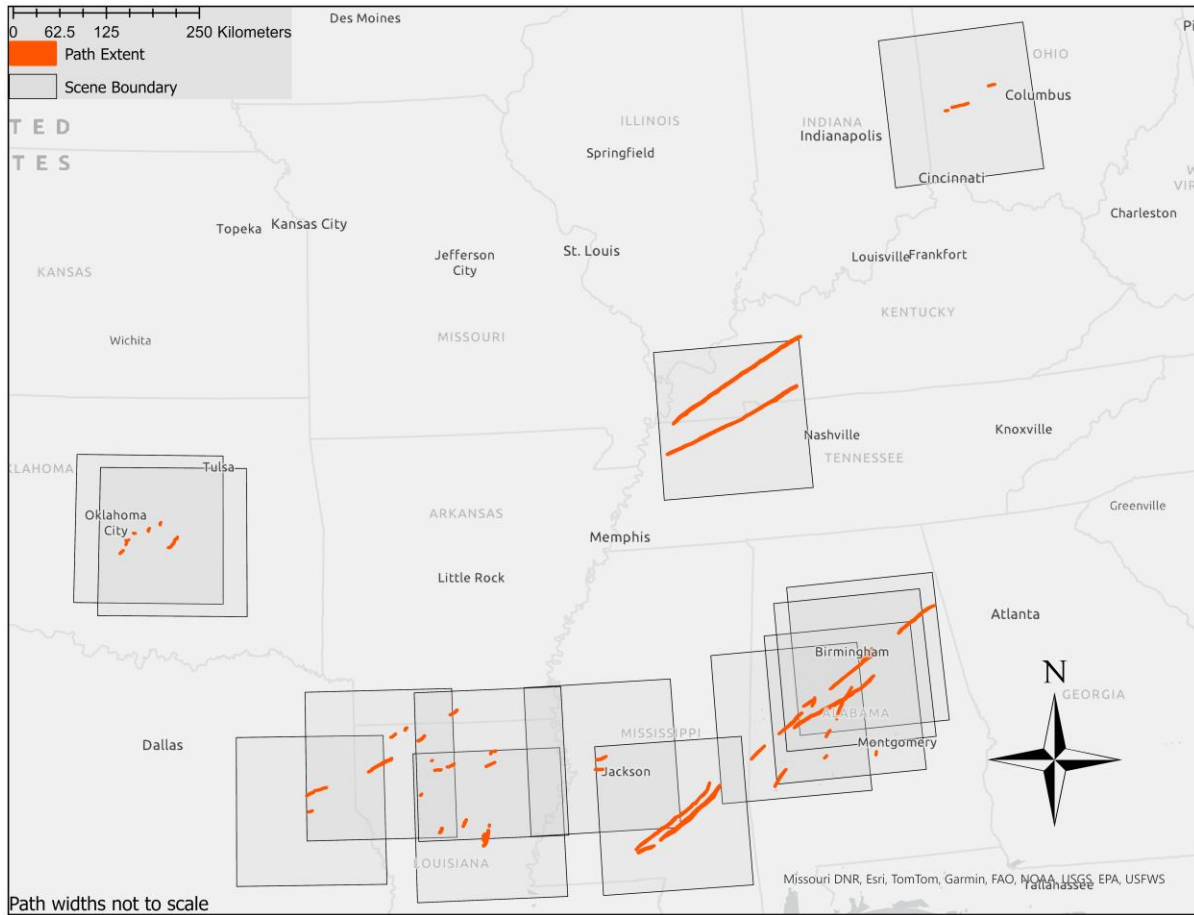 0 62.5 125 250 Kilometers
Path Extent
Scene Boundary
Des Moines
Pi
OHIO
Columbus
TED
TES
ILLINOIS
INDIANA
Indianapolis
Springfield
Cincinnati
W
VIR
Charleston
Topeka
Kansas City
St. Louis
Jefferson
City
Louisville
Frankfort
KANSAS
KENTUCKY
Wichita
MISSOURI
Nashville
Knoxville
TENNESSEE
KLAHOMA
Tulsa
Greenville
Oklahoma
City
ARKANSAS
Memphis
Little Rock
Atlanta
Birmingham
N
GEORGIA
ALABAMA
Dallas
MISSISSIPPI
Montgomery
Jackson
LOUISIANA
Missouri DNR, Esri, TomTom, Garmin, FAO, NOAA, USGS, EPA, USFWS
Tallahassee
Path widths not to scale